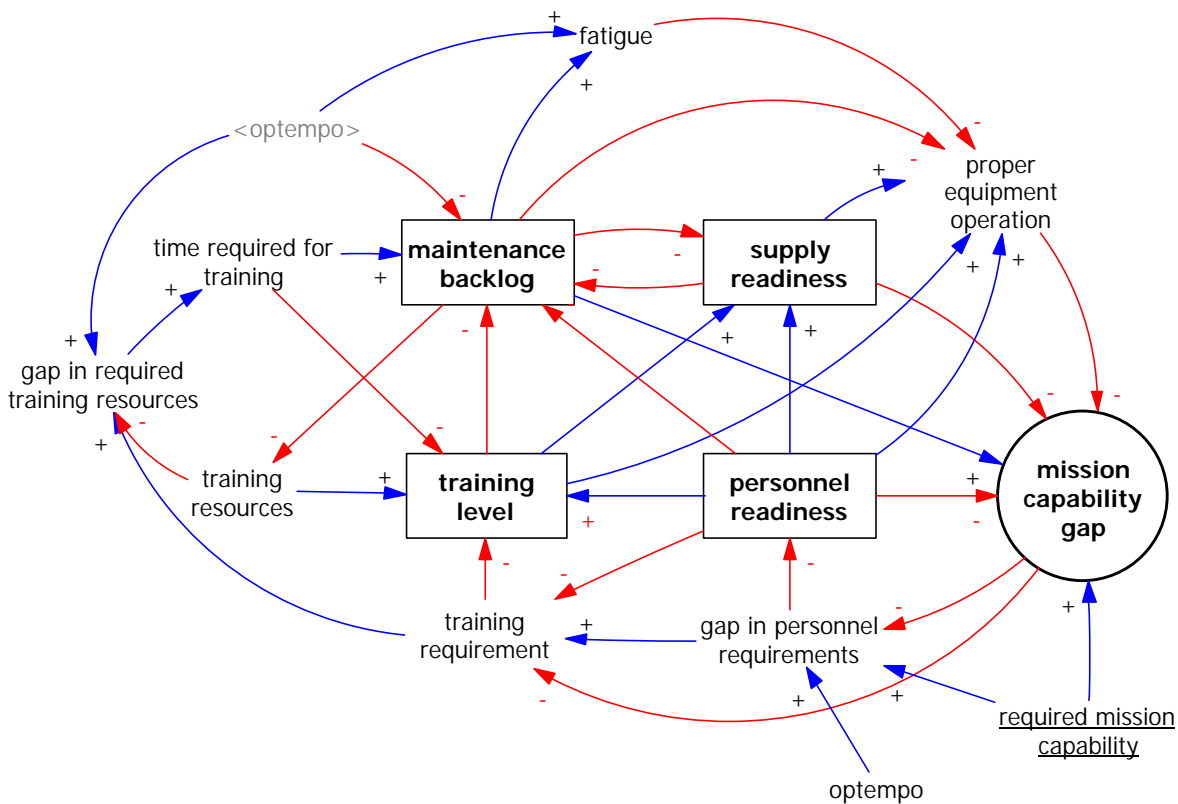 +
fatigue
+
<optempo>
-
-
-
+
proper
equipment
operation
time required for
training
+
maintenance
backlog
-
-
supply
readiness
+
+
+
+
+
gap in required
training resources
-
+
-
-
-
+
training
resources
-
+
training
level
+
personnel
readiness
-
-
+
-
mission
capability
gap
-
-
-
training
requirement
+
gap in personnel
requirements
-
+
-
+
+
required mission
capability
optempo